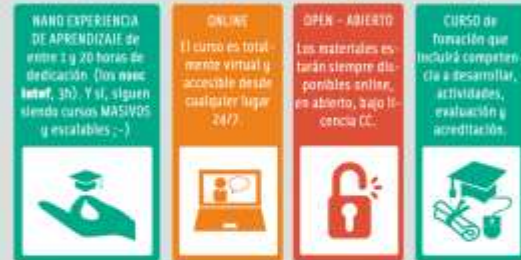 NANO EXPERIENCIA
DE APRENDIZAJE de
entre 1 y 20 horas de
dedicación (los nooc
intef, 3h). Y sí, siguen
siendo cursos MASIVOS
y escalables ;-)
ONLINE
El curso es total-
mente virtual y
accesible desde
cualquier lugar
24/7.
OPEN - ABIERTO
Los materiales es-
tarán siempre dis-
ponibles online,
en abierto, bajo li-
cencia CC.
CURSO de
fomación que
incluirá competen-
cia a desarrollar,
actividades,
evaluación y
acreditación.